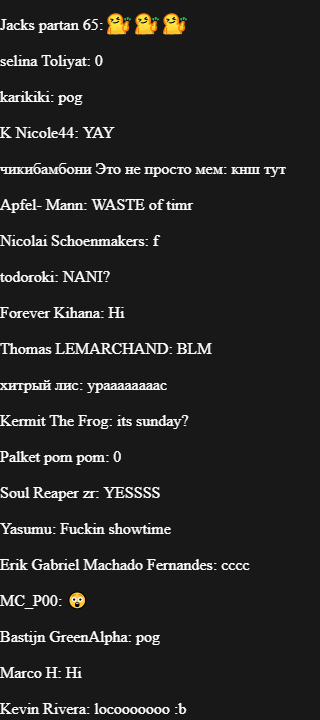 Jacks partan 65:
selina Toliyat: 0
karikiki: pog
K Nicole44: YAY
чикибамбони Это не просто мем: кнш тут
Apfel- Mann: WASTE of timr
Nicolai Schoenmakers: f
todoroki: NANI?
Forever Kihana: Hi
Thomas LEMARCHAND: BLM
хитрый лис: урааааааас
Kermit The Frog: its sunday?
Palket pom pom: 0
Soul Reaper zr: YESSSS
Yasumu: Fuckin showtime
Erik Gabriel Machado Fernandes: cccc
MC_P00: 😲
Bastijn GreenAlpha: pog
Marco H: Hi
Kevin Rivera: locooooooo :b